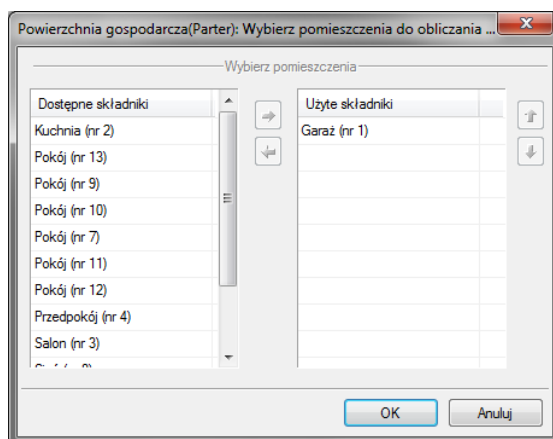 Powierzchnia gospodarcza(Parter): Wybierz pomieszczenia do obliczania ...
Wybierz pomieszczenia
Dostępne składniki
Kuchnia (nr 2)
Pokój (nr 13)
Pokój (nr 9)
Pokój (nr 10)
Pokój (nr 7)
Pokój (nr 11)
Pokój (nr 12)
Przedpokój (nr 4)
Salon (nr 3)
Użyte składniki
Garaż (nr 1)
OK
Anuluj